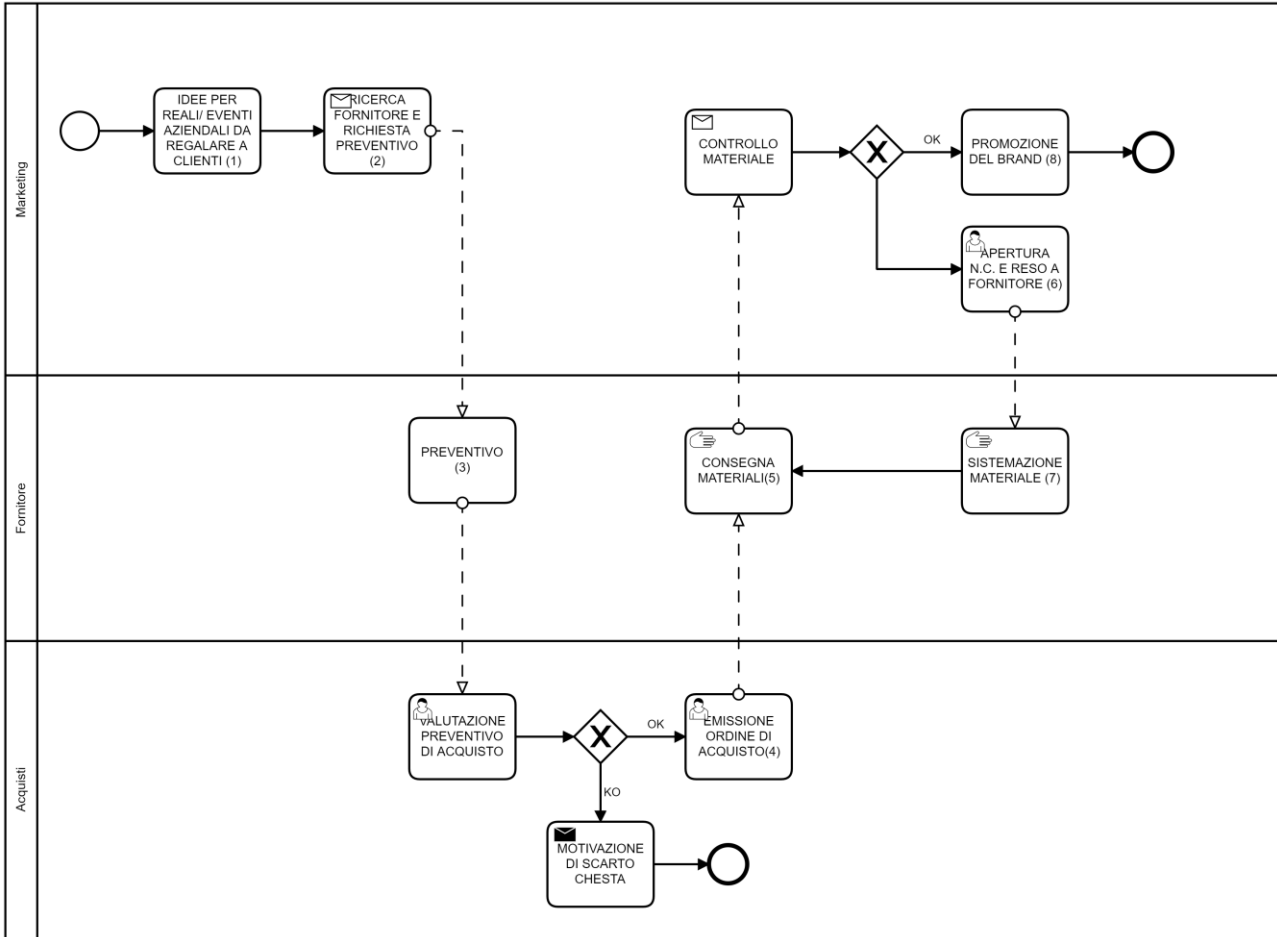 Marketing
IDEE PER
REALI/ EVENTI
AZIENDALI DA
REGALARE A
CLIENTI (1)
RICERCA
FORNITORE E
RICHIESTA
PREVENTIVO
(2)
CONTROLLO
MATERIALE
OK
PROMOZIONE
DEL BRAND (8)
APERTURA
N.C. E RESO A
FORNITORE (6)
Fornitore
PREVENTIVO
(3)
CONSEGNA
MATERIALI(5)
SISTEMAZIONE
MATERIALE (7)
Acquisti
VALUTAZIONE
PREVENTIVO
DI ACQUISTO
OK
EMISSIONE
ORDINE DI
ACQUISTO(4)
KO
MOTIVAZIONE
DI SCARTO
CHESTA